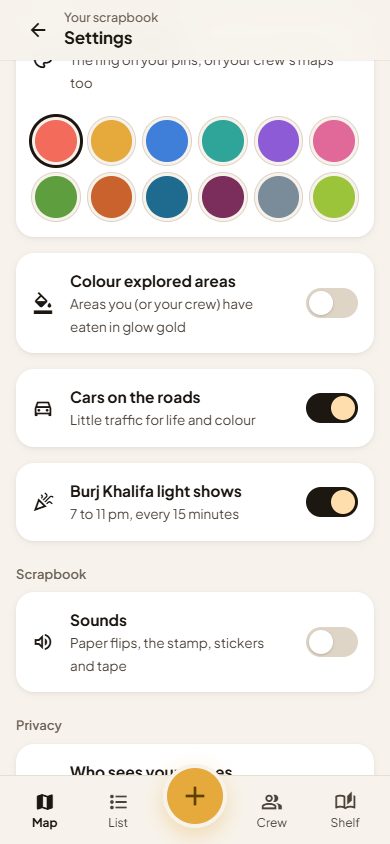 Your scrapbook
Settings
The ring on your pins, on your crew's maps
too
Colour explored areas
Areas you (or your crew) have
eaten in glow gold
Cars on the roads
Little traffic for life and colour
Burj Khalifa light shows
7 to 11 pm, every 15 minutes
Scrapbook
Sounds
Paper flips, the stamp, stickers
and tape
Privacy
Who sees your
Map
List
Crew
Shelf